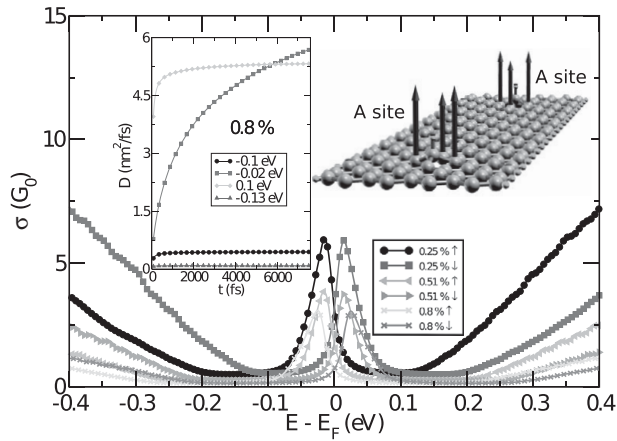 15
10
5
0
σ (G0)
6
4.5
3
1.5
0
D (nm²/fs)
0.8 %
-0.1 eV
-0.02 eV
0.1 eV
-0.13 eV
0 2000 4000 6000
t (fs)
A site
A site
0.25 %↑
0.25 %↓
0.51 %↑
0.51 %↓
0.8 %↑
0.8 %↓
-0.4 -0.3 -0.2 -0.1 0 0.1 0.2 0.3 0.4
E - EF (eV)